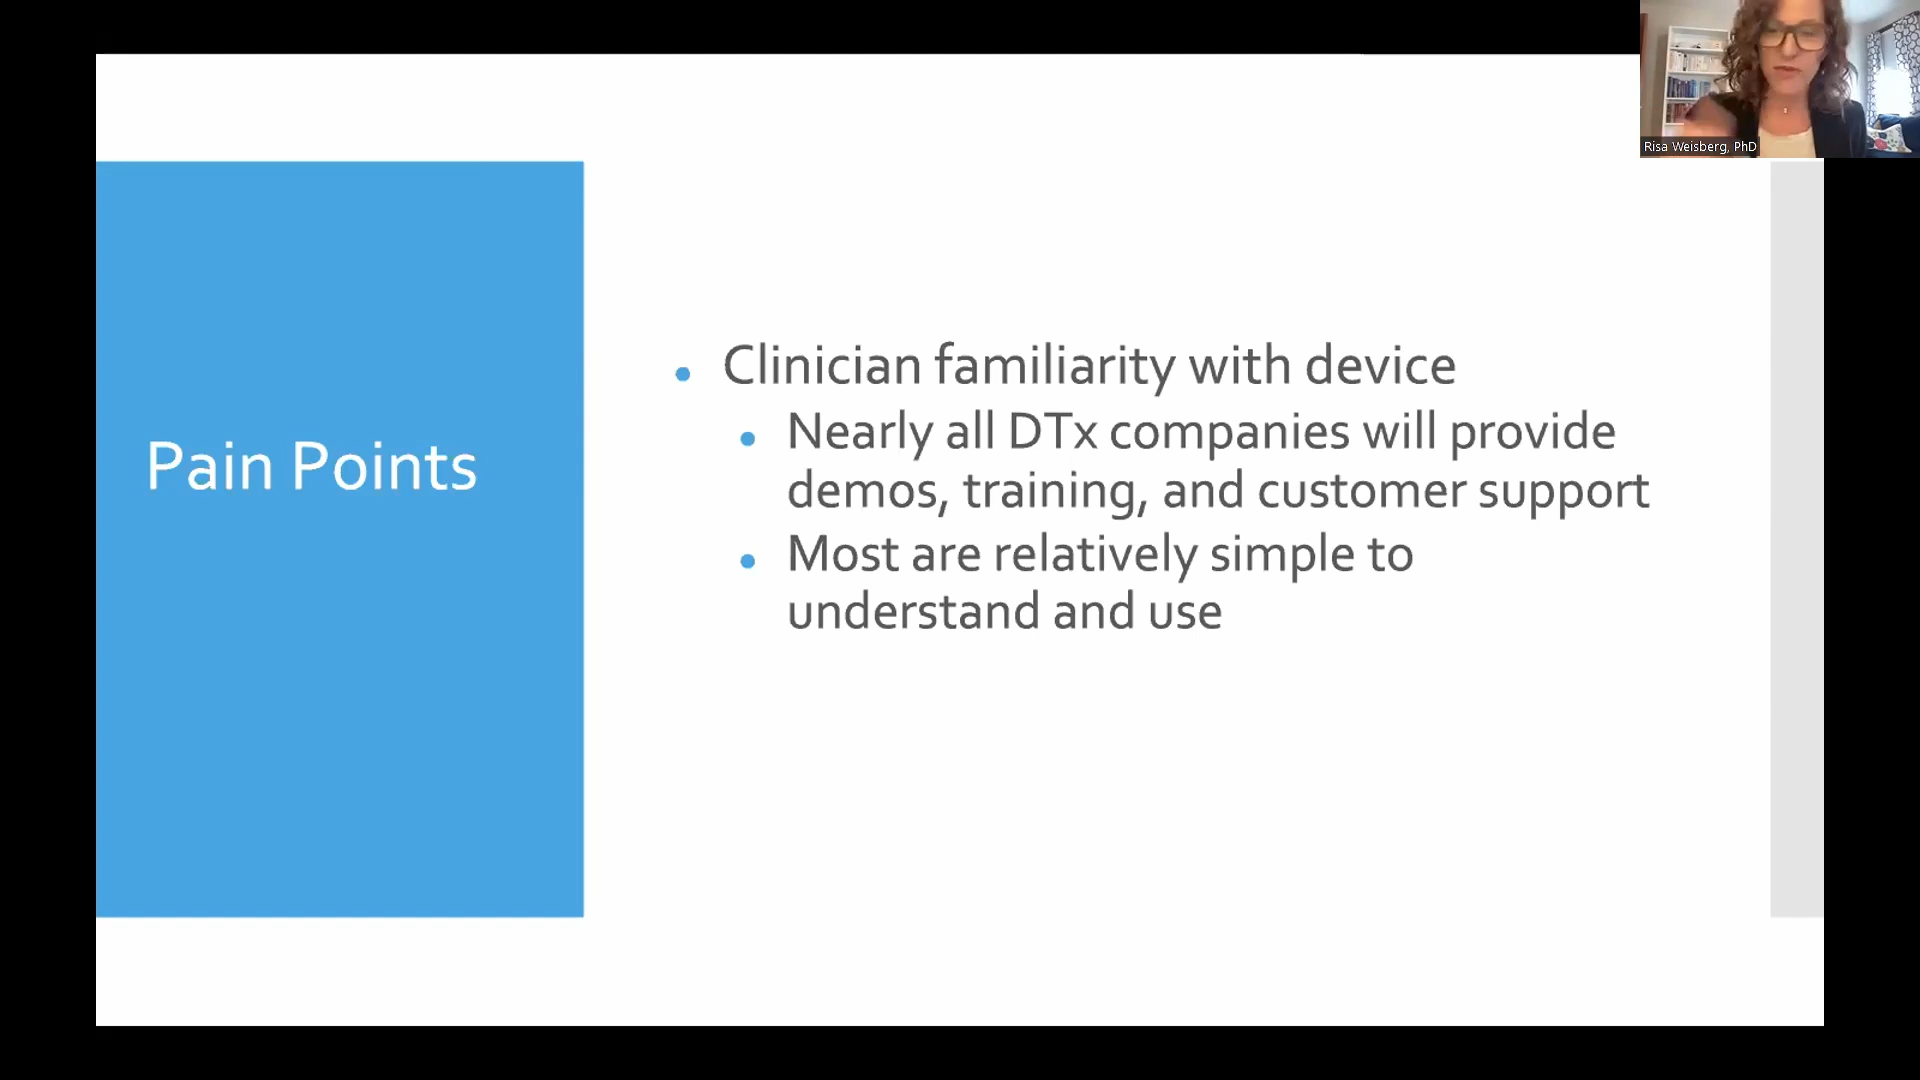 Risa Weisberg, PhD
Pain Points
Clinician familiarity with device
Nearly all DTx companies will provide
demos, training, and customer support
Most are relatively simple to
understand and use